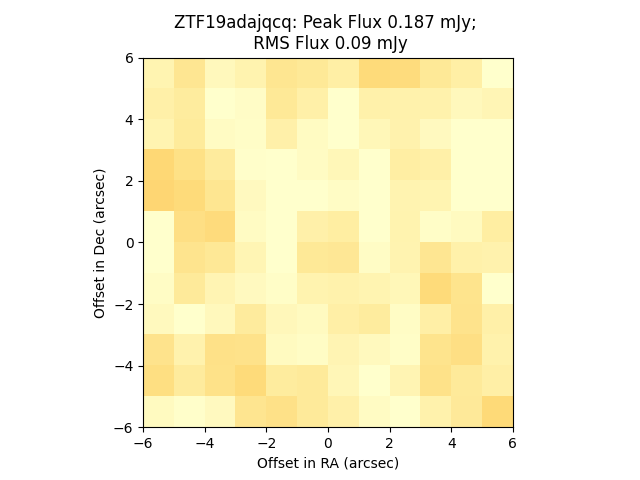 ZTF19adajqcq: Peak Flux 0.187 mJy;
RMS Flux 0.09 mJy
6
4
2
0
−2
−4
−6
Offset in Dec (arcsec)
−6 −4 −2 0 2 4 6
Offset in RA (arcsec)